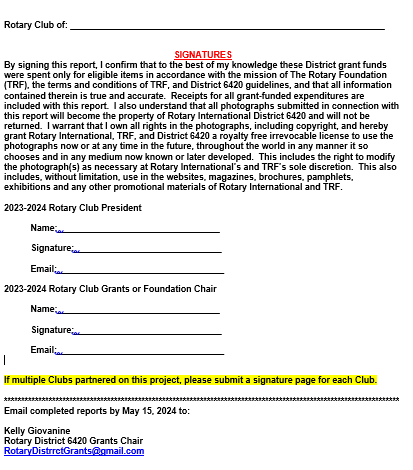 Rotary Club of: ___________________________________________________________________
SIGNATURES
By signing this report, I confirm that to the best of my knowledge these District grant funds
were spent only for eligible items in accordance with the mission of The Rotary Foundation
(TRF), the terms and conditions of TRF, and District 6420 guidelines, and that all information
contained therein is true and accurate.  Receipts for all grant-funded expenditures are
included with this report.  I also understand that all photographs submitted in connection with
this report will become the property of Rotary International District 6420 and will not be
returned.  I warrant that I own all rights in the photographs, including copyright, and hereby
grant Rotary International, TRF, and District 6420 a royalty free irrevocable license to use the
photographs now or at any time in the future, throughout the world in any manner it so
chooses and in any medium now known or later developed.  This includes the right to modify
the photograph(s) as necessary at Rotary International's and TRF's sole discretion.  This also
includes, without limitation, use in the websites, magazines, brochures, pamphlets,
exhibitions and any other promotional materials of Rotary International and TRF.
2023-2024 Rotary Club President
Name:___________________________________
Signature:________________________________
Email:____________________________________
2023-2024 Rotary Club Grants or Foundation Chair
Name:___________________________________
Signature:________________________________
Email:____________________________________
If multiple Clubs partnered on this project, please submit a signature page for each Club.
************************************************************************************************************
Email completed reports by May 15, 2024 to:
Kelly Giovanine
Rotary District 6420 Grants Chair
RotaryDistrrctGrants@gmail.com